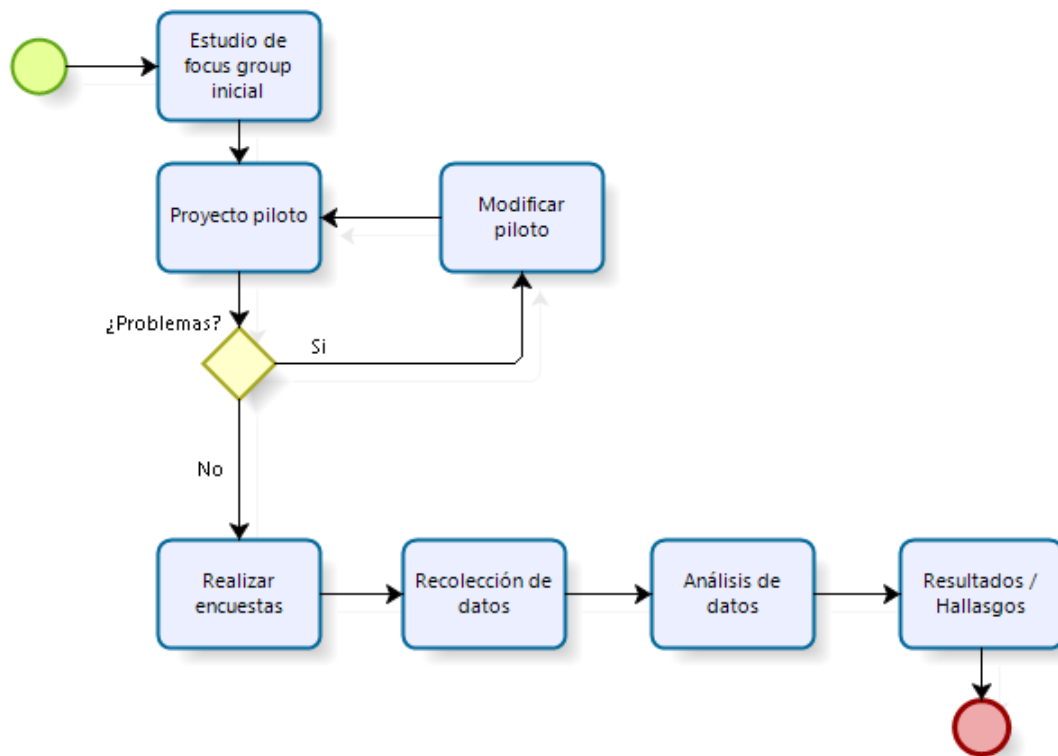 Estudio de
focus group
inicial
Proyecto piloto
Modificar
piloto
¿Problemas?
Si
No
Realizar
encuestas
Recolección de
datos
Análisis de
datos
Resultados /
Hallasgos